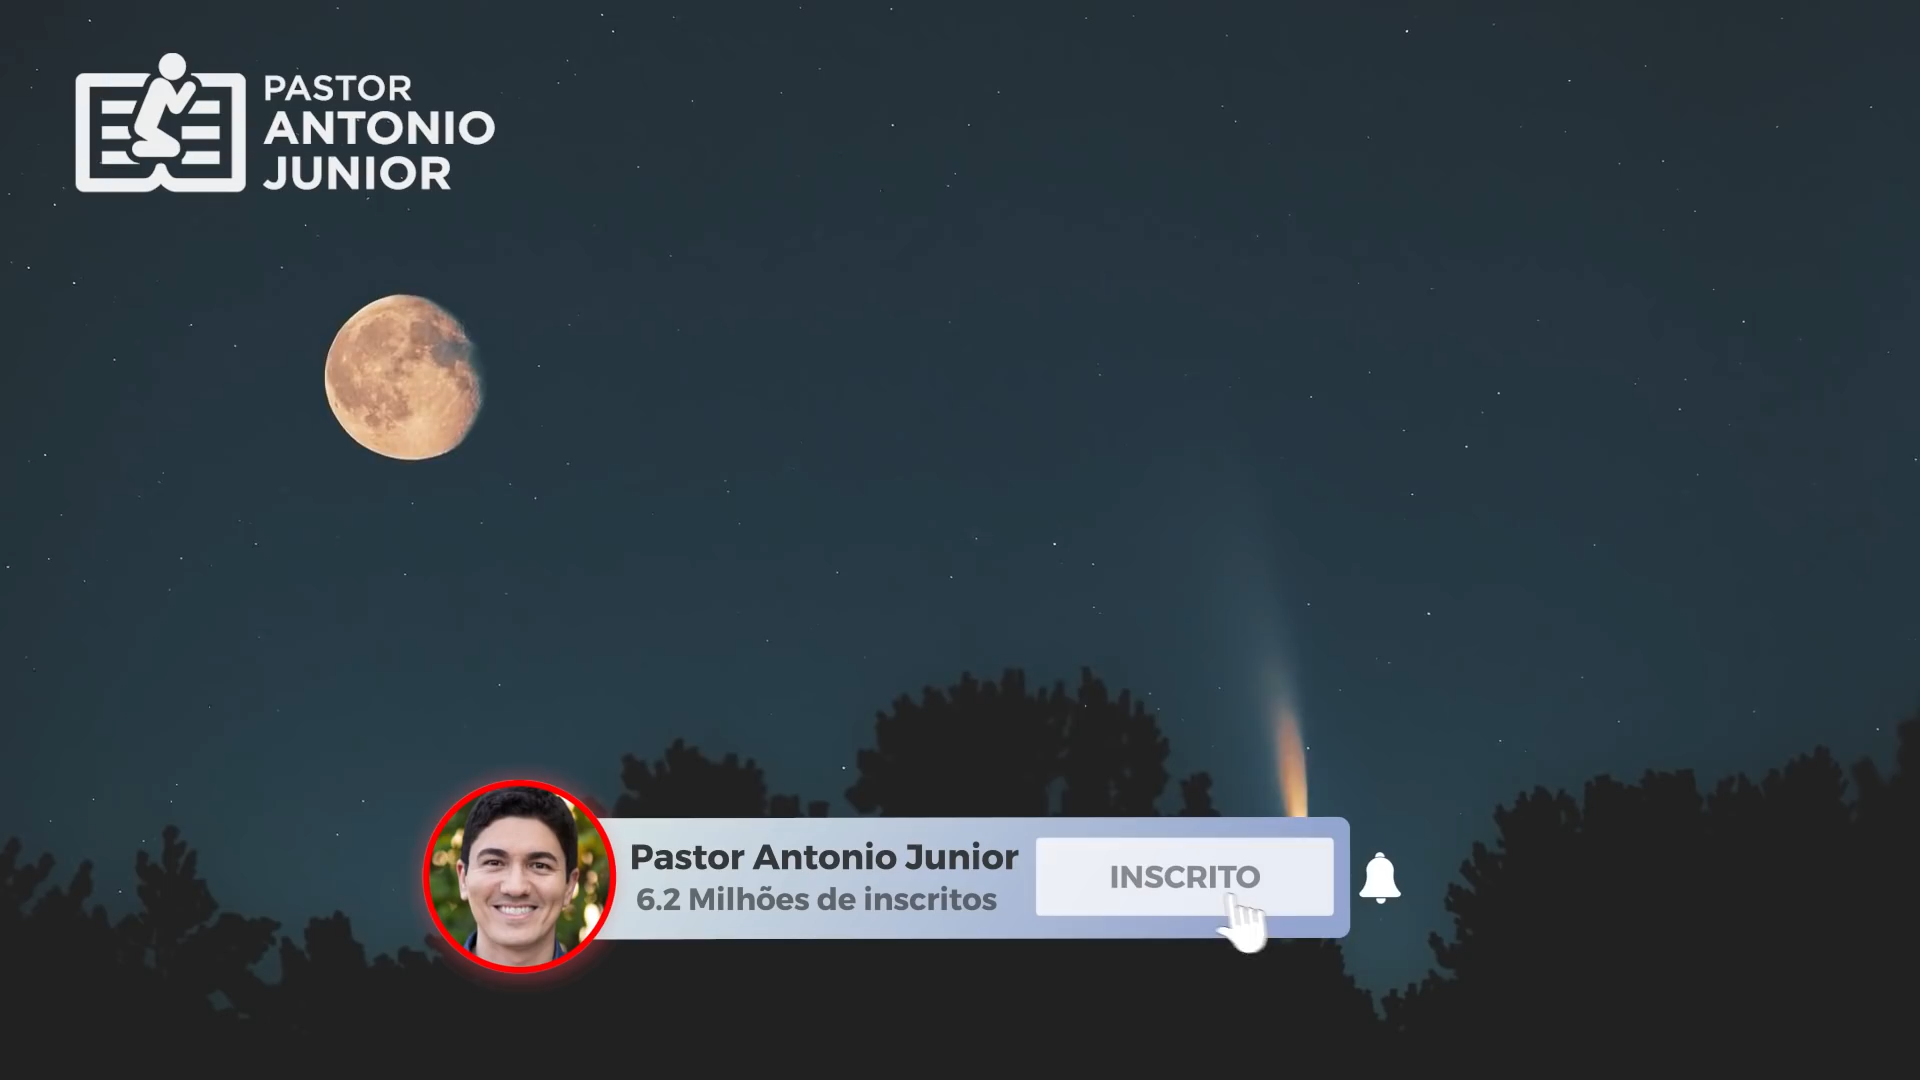 PASTOR
ANTONIO
JUNIOR
Pastor Antonio Junior
6.2 Milhões de inscritos
INSCRITO